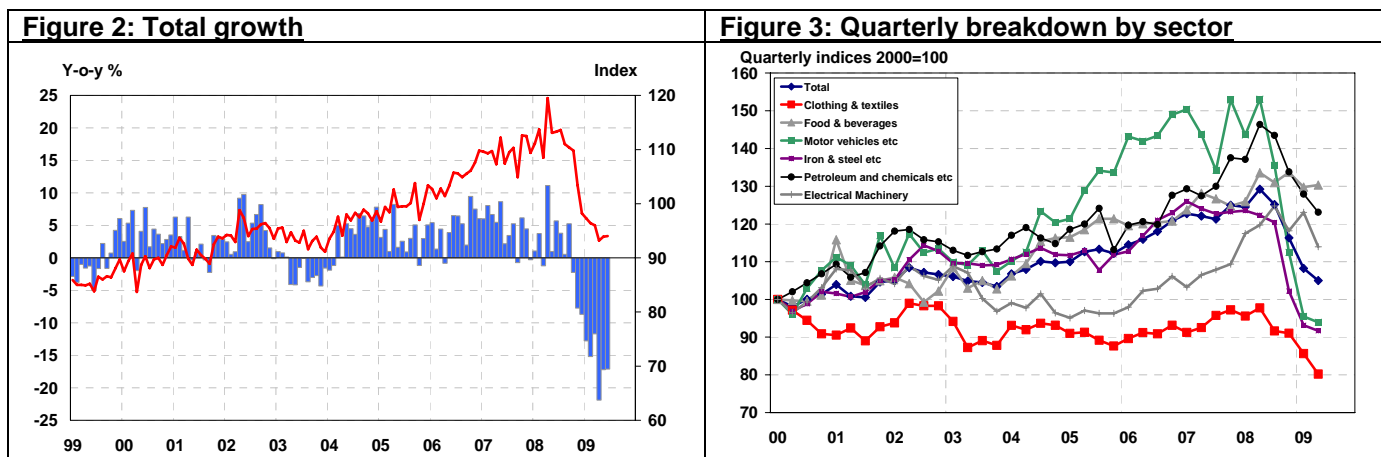 Figure 2: Total growth
Y-o-y % Index
25 120
20
15 110
10
5 100
0 90
-5
-10 80
-15 70
-20
-25 60
99 00 01 02 03 04 05 06 07 08 09
Figure 3: Quarterly breakdown by sector
Quarterly indices 2000=100
160
150
140
130
120
110
100
90
80
70
Total
Clothing & textiles
Food & beverages
Motor vehicles etc
Iron & steel etc
Petroleum and chemicals etc
Electrical Machinery
00 01 02 03 04 05 06 07 08 09